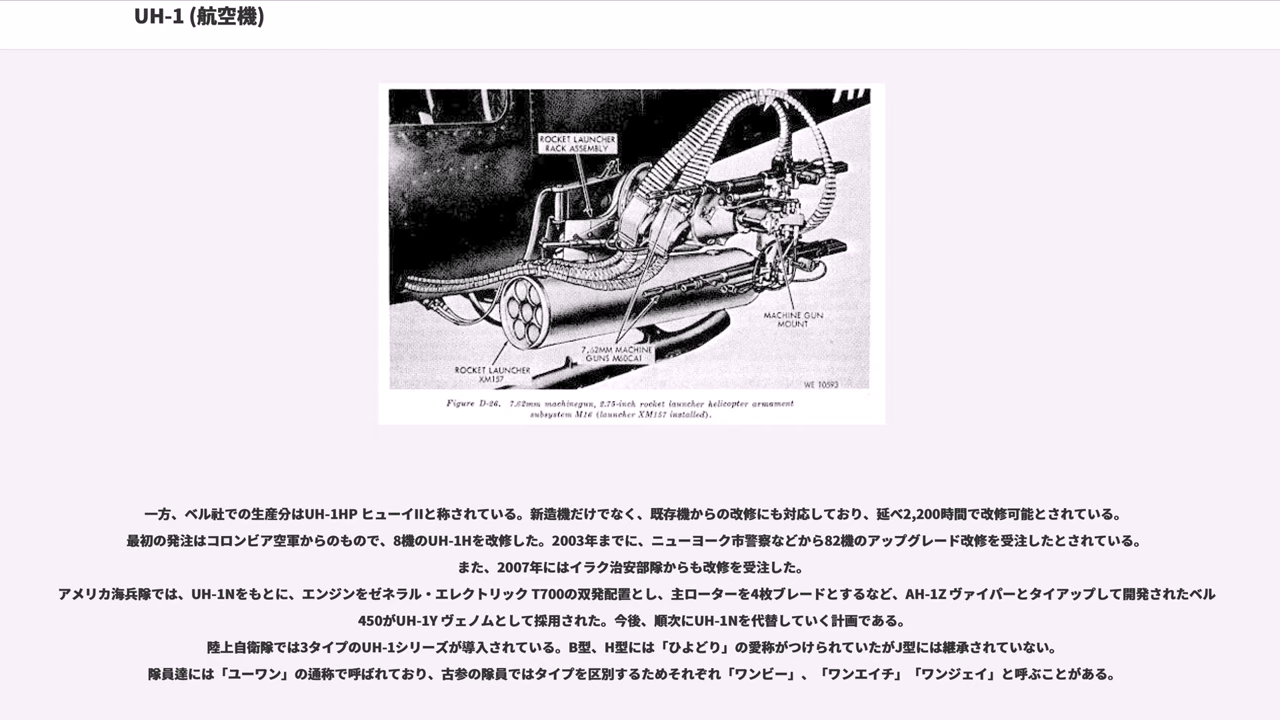 UH-1 (航空機)
ROCKET LAUNCHER
RACK ASSEMBLY
MACHINE GUN
MOUNT
7.62MM MACHINE
GUNS M60CA1
ROCKET LAUNCHER
XM157
WE 10593
Figure D-26. 7.62mm machinegun, 2.75-inch rocket launcher helicopter armament
subsystem M16 (launcher XM157 installed).
一方、ベル社での生産分はUH-1HP ヒューイIIと称されている。新造機だけでなく、既存機からの改修にも対応しており、延べ2,200時間で改修可能とされている。
最初の発注はコロンビア空軍からのもので、8機のUH-1Hを改修した。2003年までに、ニューヨーク市警察などから82機のアップグレード改修を受注したとされている。
また、2007年にはイラク治安部隊からも改修を受注した。
アメリカ海兵隊では、UH-1Nをもとに、エンジンをゼネラル・エレクトリック T700の双発配置とし、主ローターを4枚ブレードとするなど、AH-1Z ヴァイパーとタイアップして開発されたベル
450がUH-1Y ヴェノムとして採用された。今後、順次にUH-1Nを代替していく計画である。
陸上自衛隊では3タイプのUH-1シリーズが導入されている。B型、H型には「ひよどり」の愛称がつけられていたがJ型には継承されていない。
隊員達には「ユーワン」の通称で呼ばれており、古参の隊員ではタイプを区別するためそれぞれ「ワンビー」、「ワンエイチ」「ワンジェイ」と呼ぶことがある。